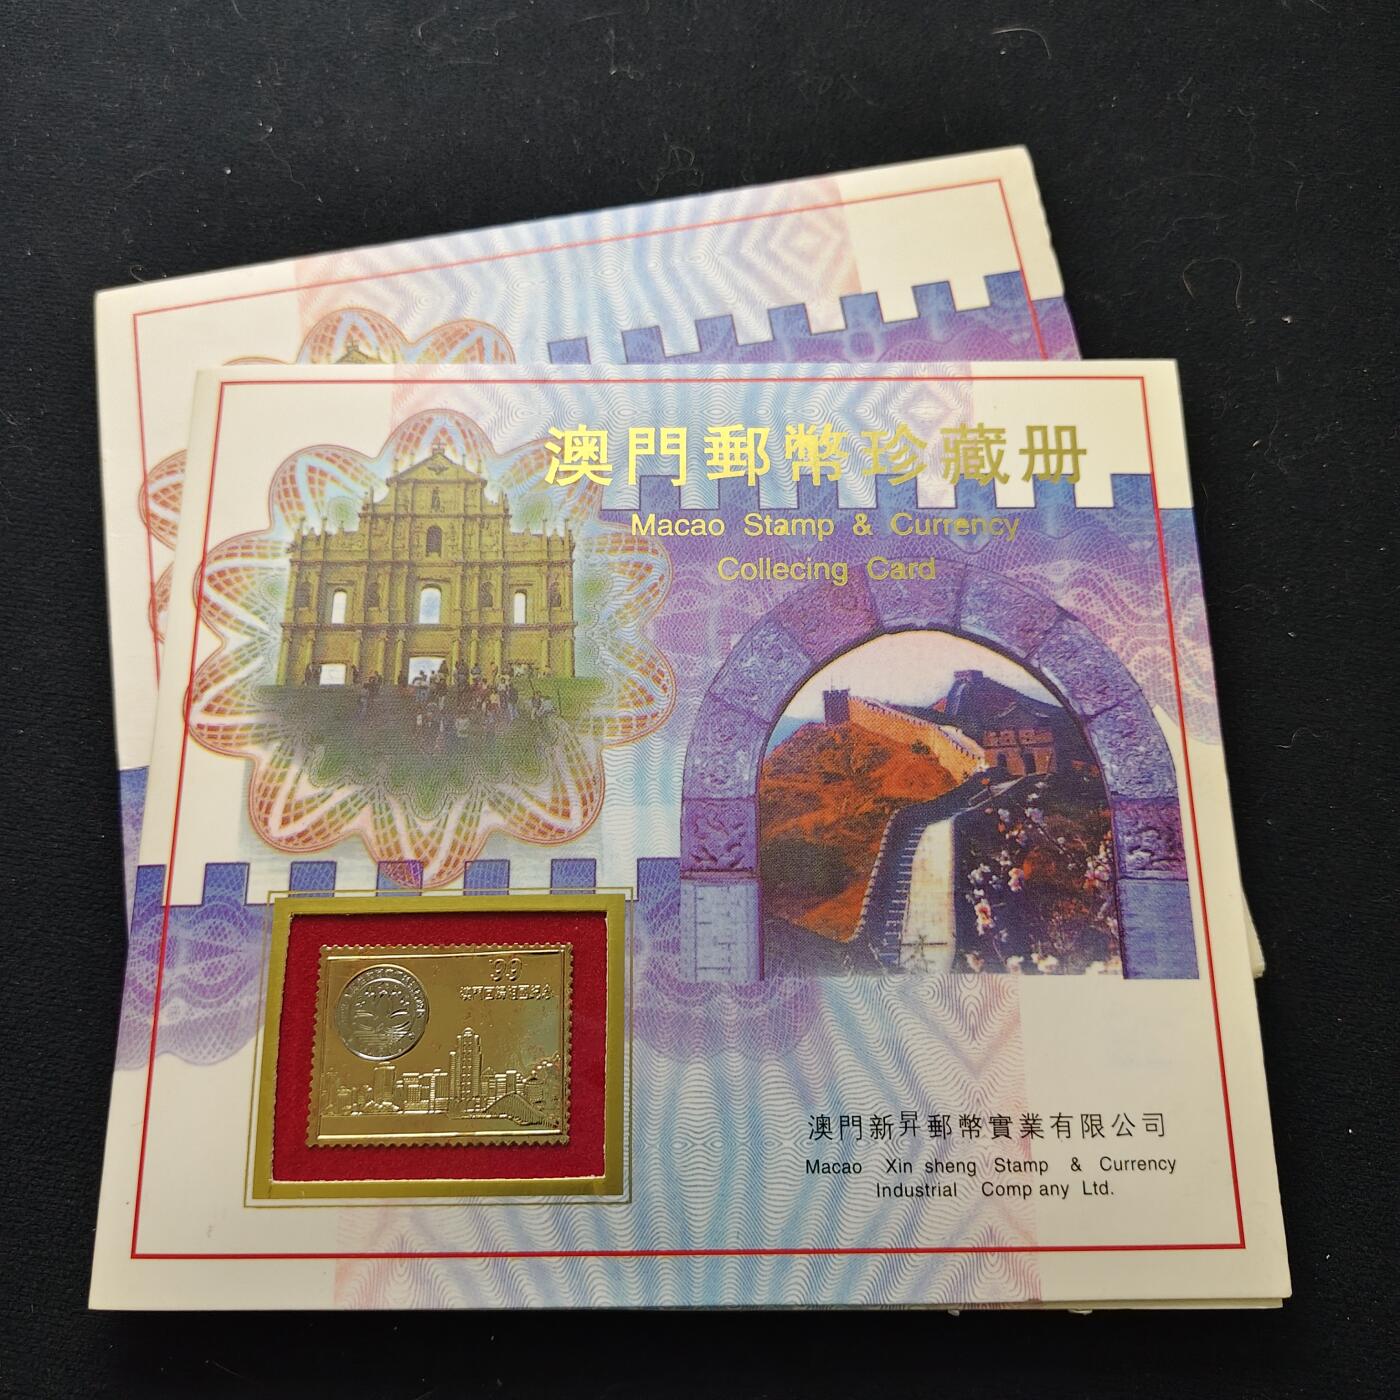 澳門郵幣珍藏册
Macao Stamp & Currency
Collecing Card
'99
澳門回歸祖國紀念
澳門新昇郵幣實業有限公司
Macao Xin sheng Stamp & Currency
Industrial Comp any Ltd.